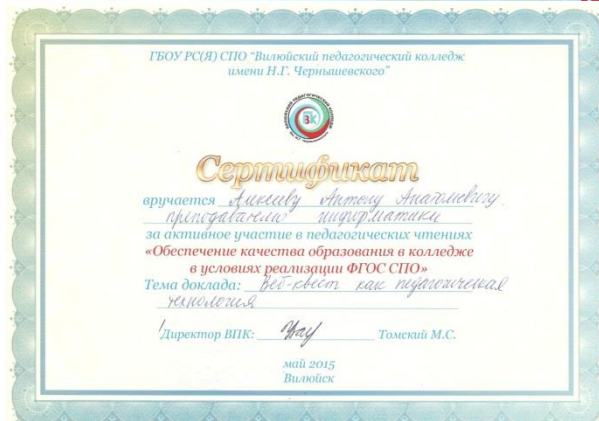 ГБОУ РС(Я) СПО "Вилюйский педагогический колледж
имени Н.Г. Чернышевского"
Сертификат
вручается Алексееву Антону Анатольевичу
преподавателю информатики
за активное участие в педагогических чтениях
«Обеспечение качества образования в колледже
в условиях реализации ФГОС СПО»
Тема доклада: Веб-квест как педагогическая
технология
Директор ВПК: Томский М.С.
май 2015
Вилюйск